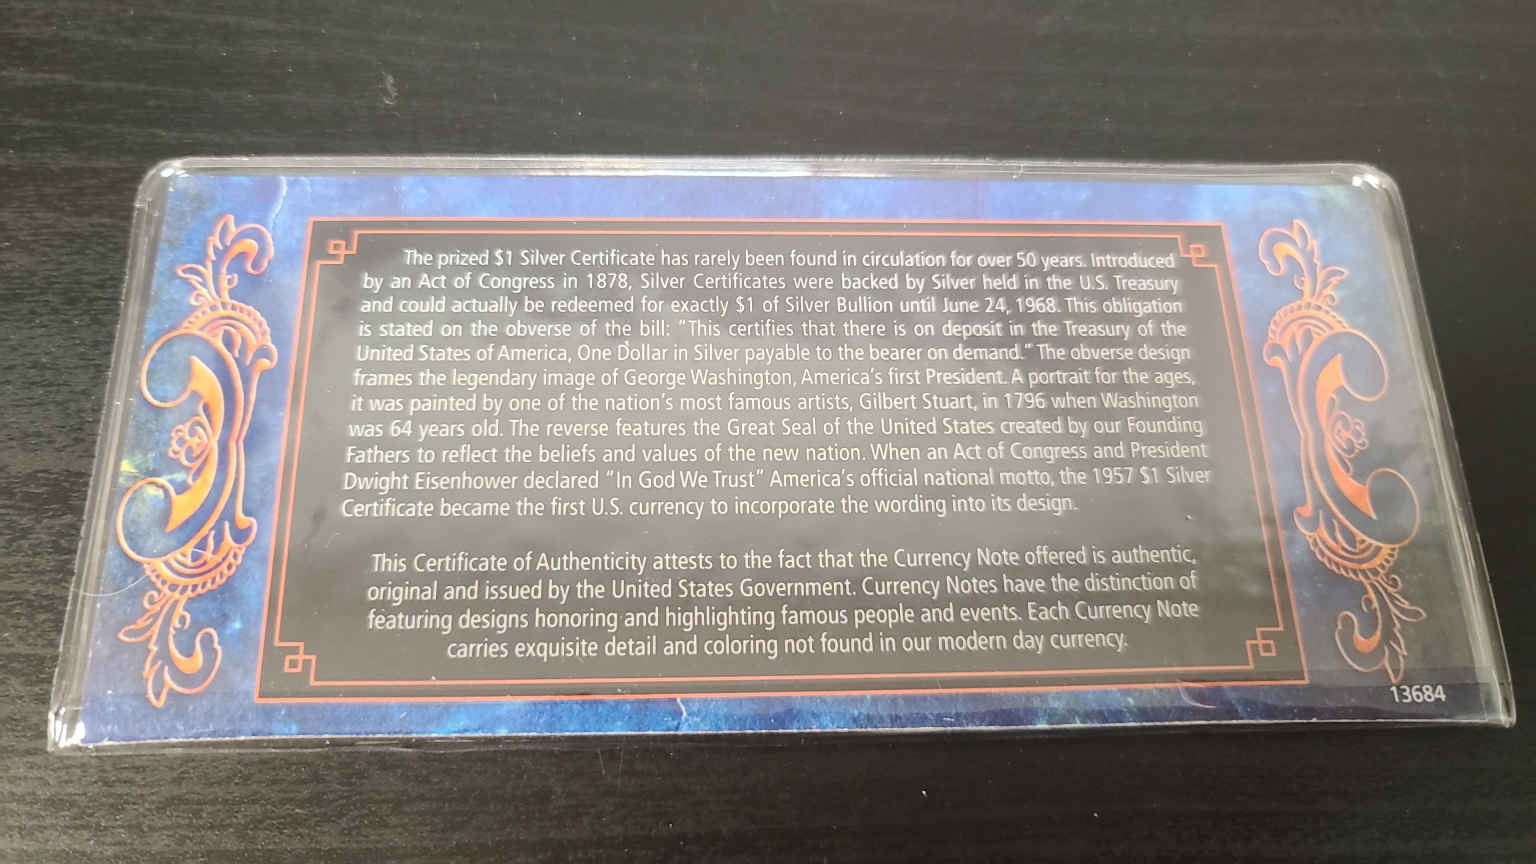 The prized $1 Silver Certificate has rarely been found in circulation for over 50 years. Introduced
by an Act of Congress in 1878, Silver Certificates were backed by Silver held in the U.S. Treasury
and could actually be redeemed for exactly $1 of Silver Bullion until June 24, 1968. This obligation
is stated on the obverse of the bill: “This certifies that there is on deposit in the Treasury of the
United States of America, One Dollar in Silver payable to the bearer on demand.” The obverse design
frames the legendary image of George Washington, America’s first President. A portrait for the ages,
it was painted by one of the nation’s most famous artists, Gilbert Stuart, in 1796 when Washington
was 64 years old. The reverse features the Great Seal of the United States created by our Founding
Fathers to reflect the beliefs and values of the new nation. When an Act of Congress and President
Dwight Eisenhower declared “In God We Trust” America’s official national motto, the 1957 $1 Silver
Certificate became the first U.S. currency to incorporate the wording into its design.
This Certificate of Authenticity attests to the fact that the Currency Note offered is authentic,
original and issued by the United States Government. Currency Notes have the distinction of
featuring designs honoring and highlighting famous people and events. Each Currency Note
carries exquisite detail and coloring not found in our modern day currency.
13684